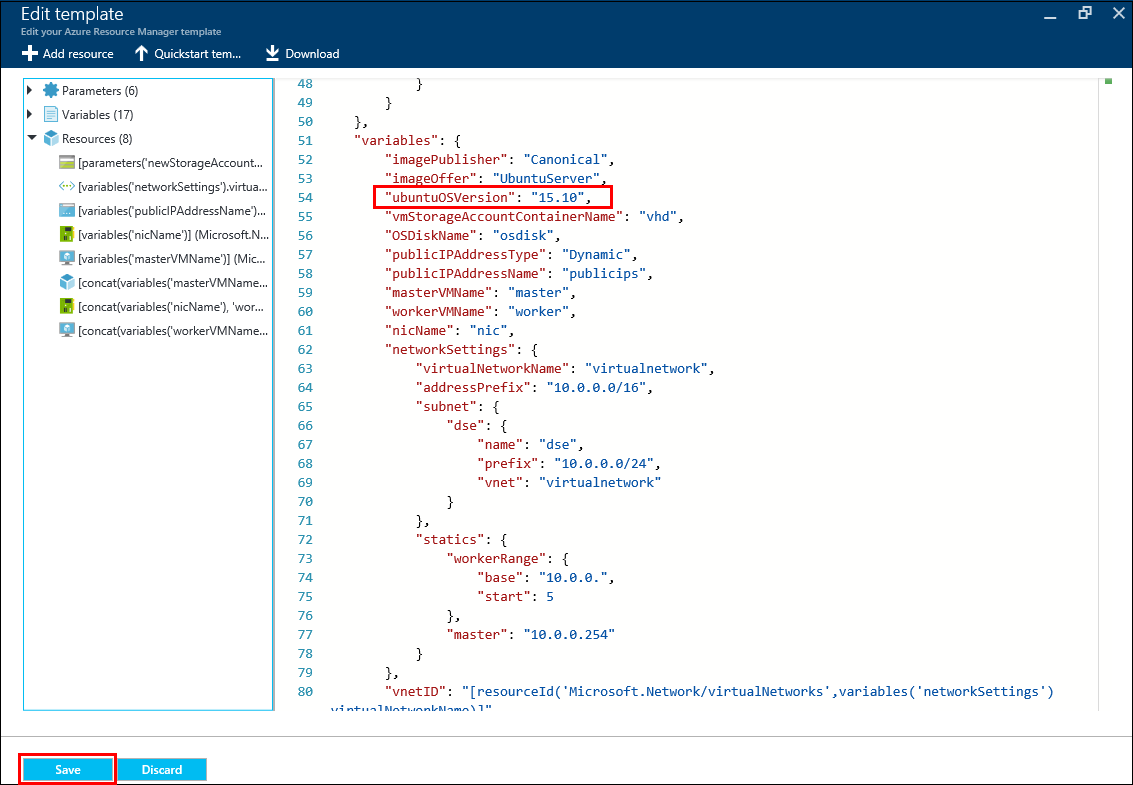 Edit template
Edit your Azure Resource Manager template
Add resource Quickstart tem... Download
Parameters (6)
Variables (17)
Resources (8)
[parameters('newStorageAccount...
[variables('networkSettings').virtua...
[variables('publicIPAddressName')...
[variables('nicName')] (Microsoft.N...
[variables('masterVMName')] (Mic...
[concat(variables('masterVMName...
[concat(variables('nicName'), 'wor...
[concat(variables('workerVMName...
48 }
49 }
50 },
51 "variables": {
52 "imagePublisher": "Canonical",
53 "imageOffer": "UbuntuServer",
54 "ubuntuOSVersion": "15.10",
55 "vmStorageAccountContainerName": "vhd",
56 "OSDiskName": "osdisk",
57 "publicIPAddressType": "Dynamic",
58 "publicIPAddressName": "publicips",
59 "masterVMName": "master",
60 "workerVMName": "worker",
61 "nicName": "nic",
62 "networkSettings": {
63 "virtualNetworkName": "virtualnetwork",
64 "addressPrefix": "10.0.0.0/16",
65 "subnet": {
66 "dse": {
67 "name": "dse",
68 "prefix": "10.0.0.0/24",
69 "vnet": "virtualnetwork"
70 }
71 },
72 "statics": {
73 "workerRange": {
74 "base": "10.0.0.",
75 "start": 5
76 },
77 "master": "10.0.0.254"
78 }
79 },
80 "vnetID": "[resourceId('Microsoft.Network/virtualNetworks',variables('networkSettings')
virtualNetworkName)]"
Save Discard